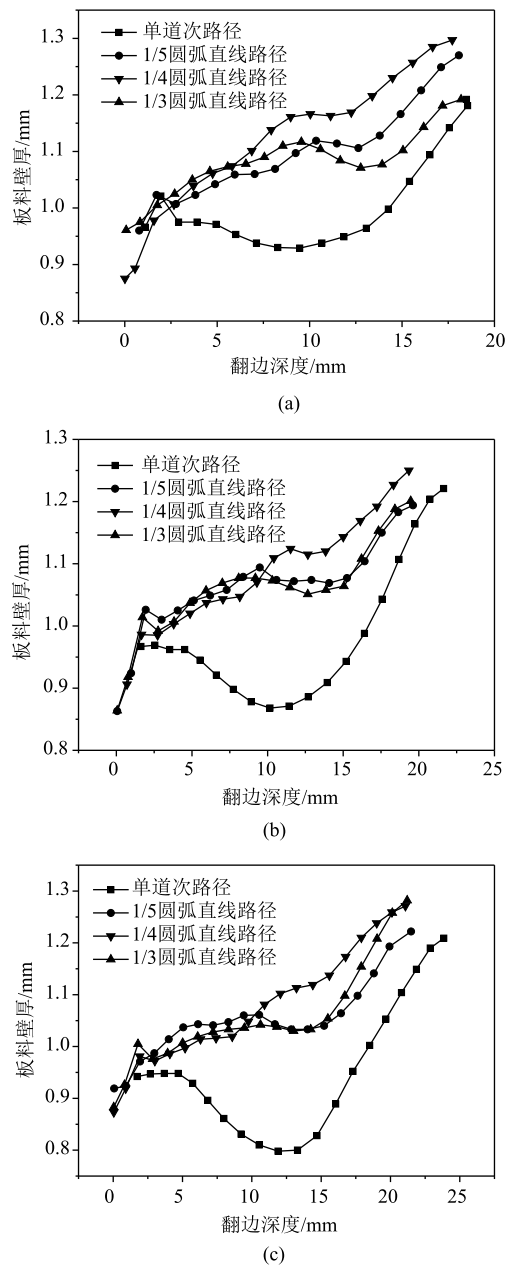 1.3
1.2
1.1
1.0
0.9
0.8
板料壁厚/mm
单道次路径
1/5圆弧直线路径
1/4圆弧直线路径
1/3圆弧直线路径
0 5 10 15 20
翻边深度/mm
(a)
1.3
1.2
1.1
1.0
0.9
0.8
板料壁厚/mm
单道次路径
1/5圆弧直线路径
1/4圆弧直线路径
1/3圆弧直线路径
0 5 10 15 20 25
翻边深度/mm
(b)
1.3
1.2
1.1
1.0
0.9
0.8
板料壁厚/mm
单道次路径
1/5圆弧直线路径
1/4圆弧直线路径
1/3圆弧直线路径
0 5 10 15 20 25
翻边深度/mm
(c)